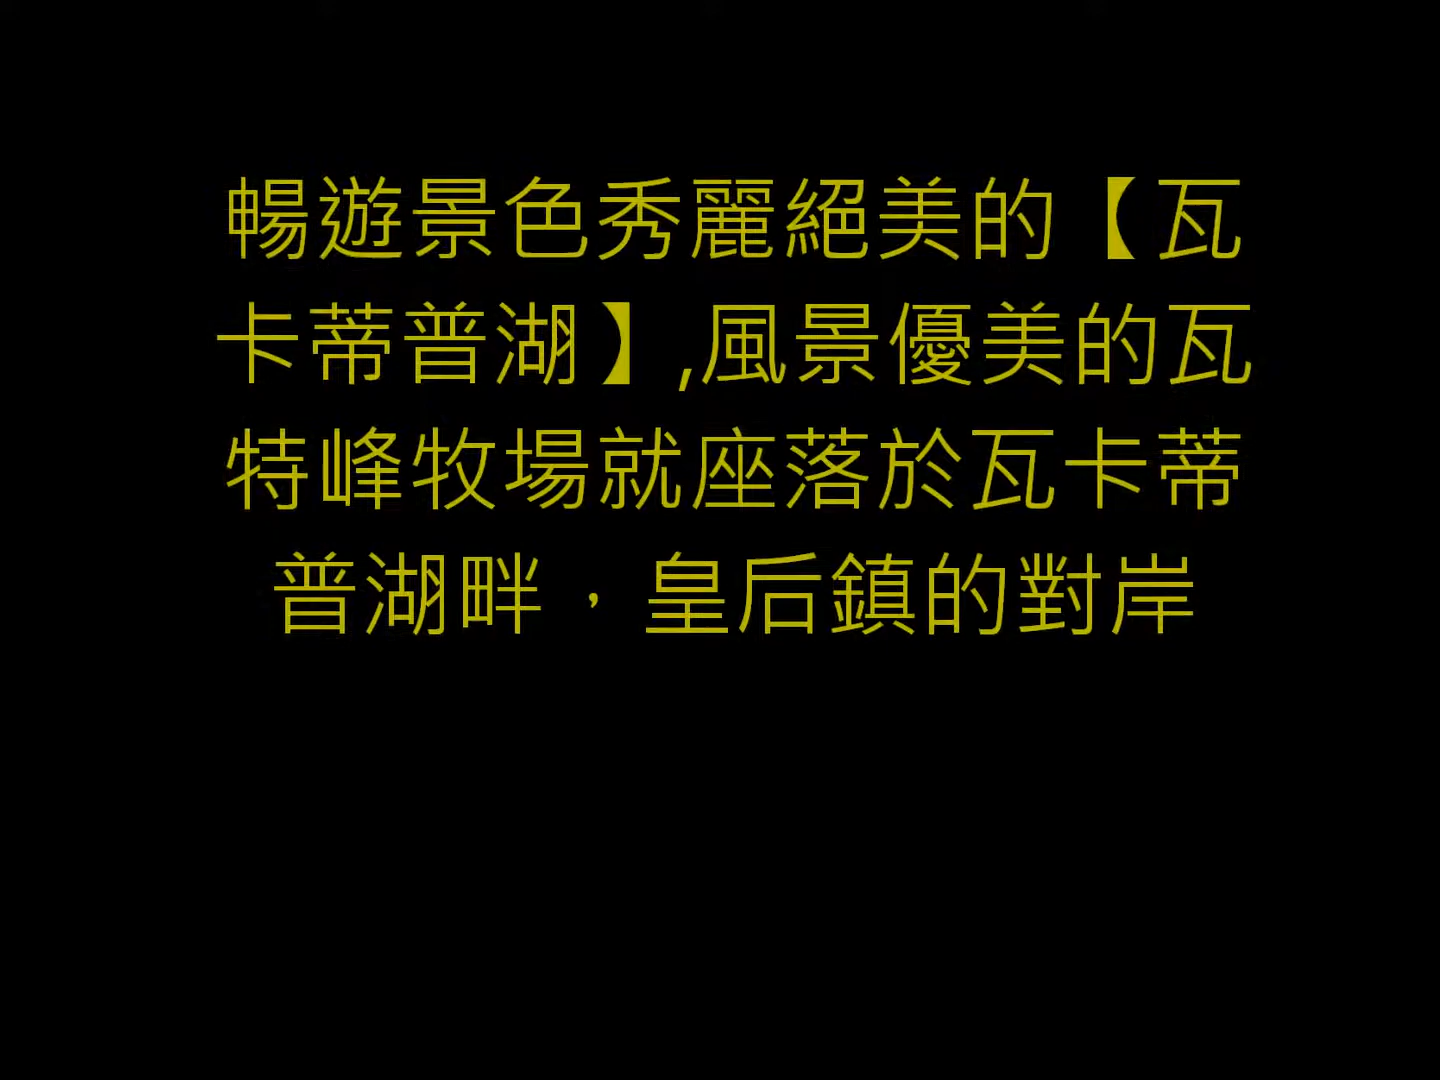 暢遊景色秀麗絕美的【瓦
卡蒂普湖】,風景優美的瓦
特峰牧場就座落於瓦卡蒂
普湖畔，皇后鎮的對岸